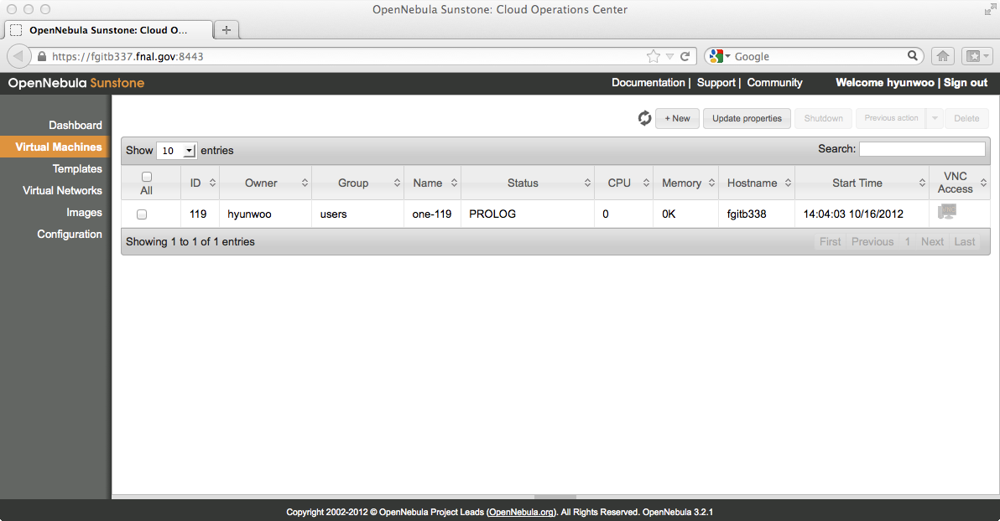 OpenNebula Sunstone: Cloud Operations Center
OpenNebula Sunstone: Cloud O...
https://fgitb337.fnal.gov:8443
Google
OpenNebula Sunstone
Documentation | Support | Community
Welcome hyunwoo | Sign out
Dashboard
Virtual Machines
Templates
Virtual Networks
Images
Configuration
+ New
Update properties
Shutdown
Previous action
Delete
Show 10 entries
Search:
All ID Owner Group Name Status CPU Memory Hostname Start Time VNC Access
119 hyunwoo users one-119 PROLOG 0 0K fgitb338 14:04:03 10/16/2012 VNC
Showing 1 to 1 of 1 entries
First Previous 1 Next Last
Copyright 2002-2012 © OpenNebula Project Leads (OpenNebula.org). All Rights Reserved. OpenNebula 3.2.1